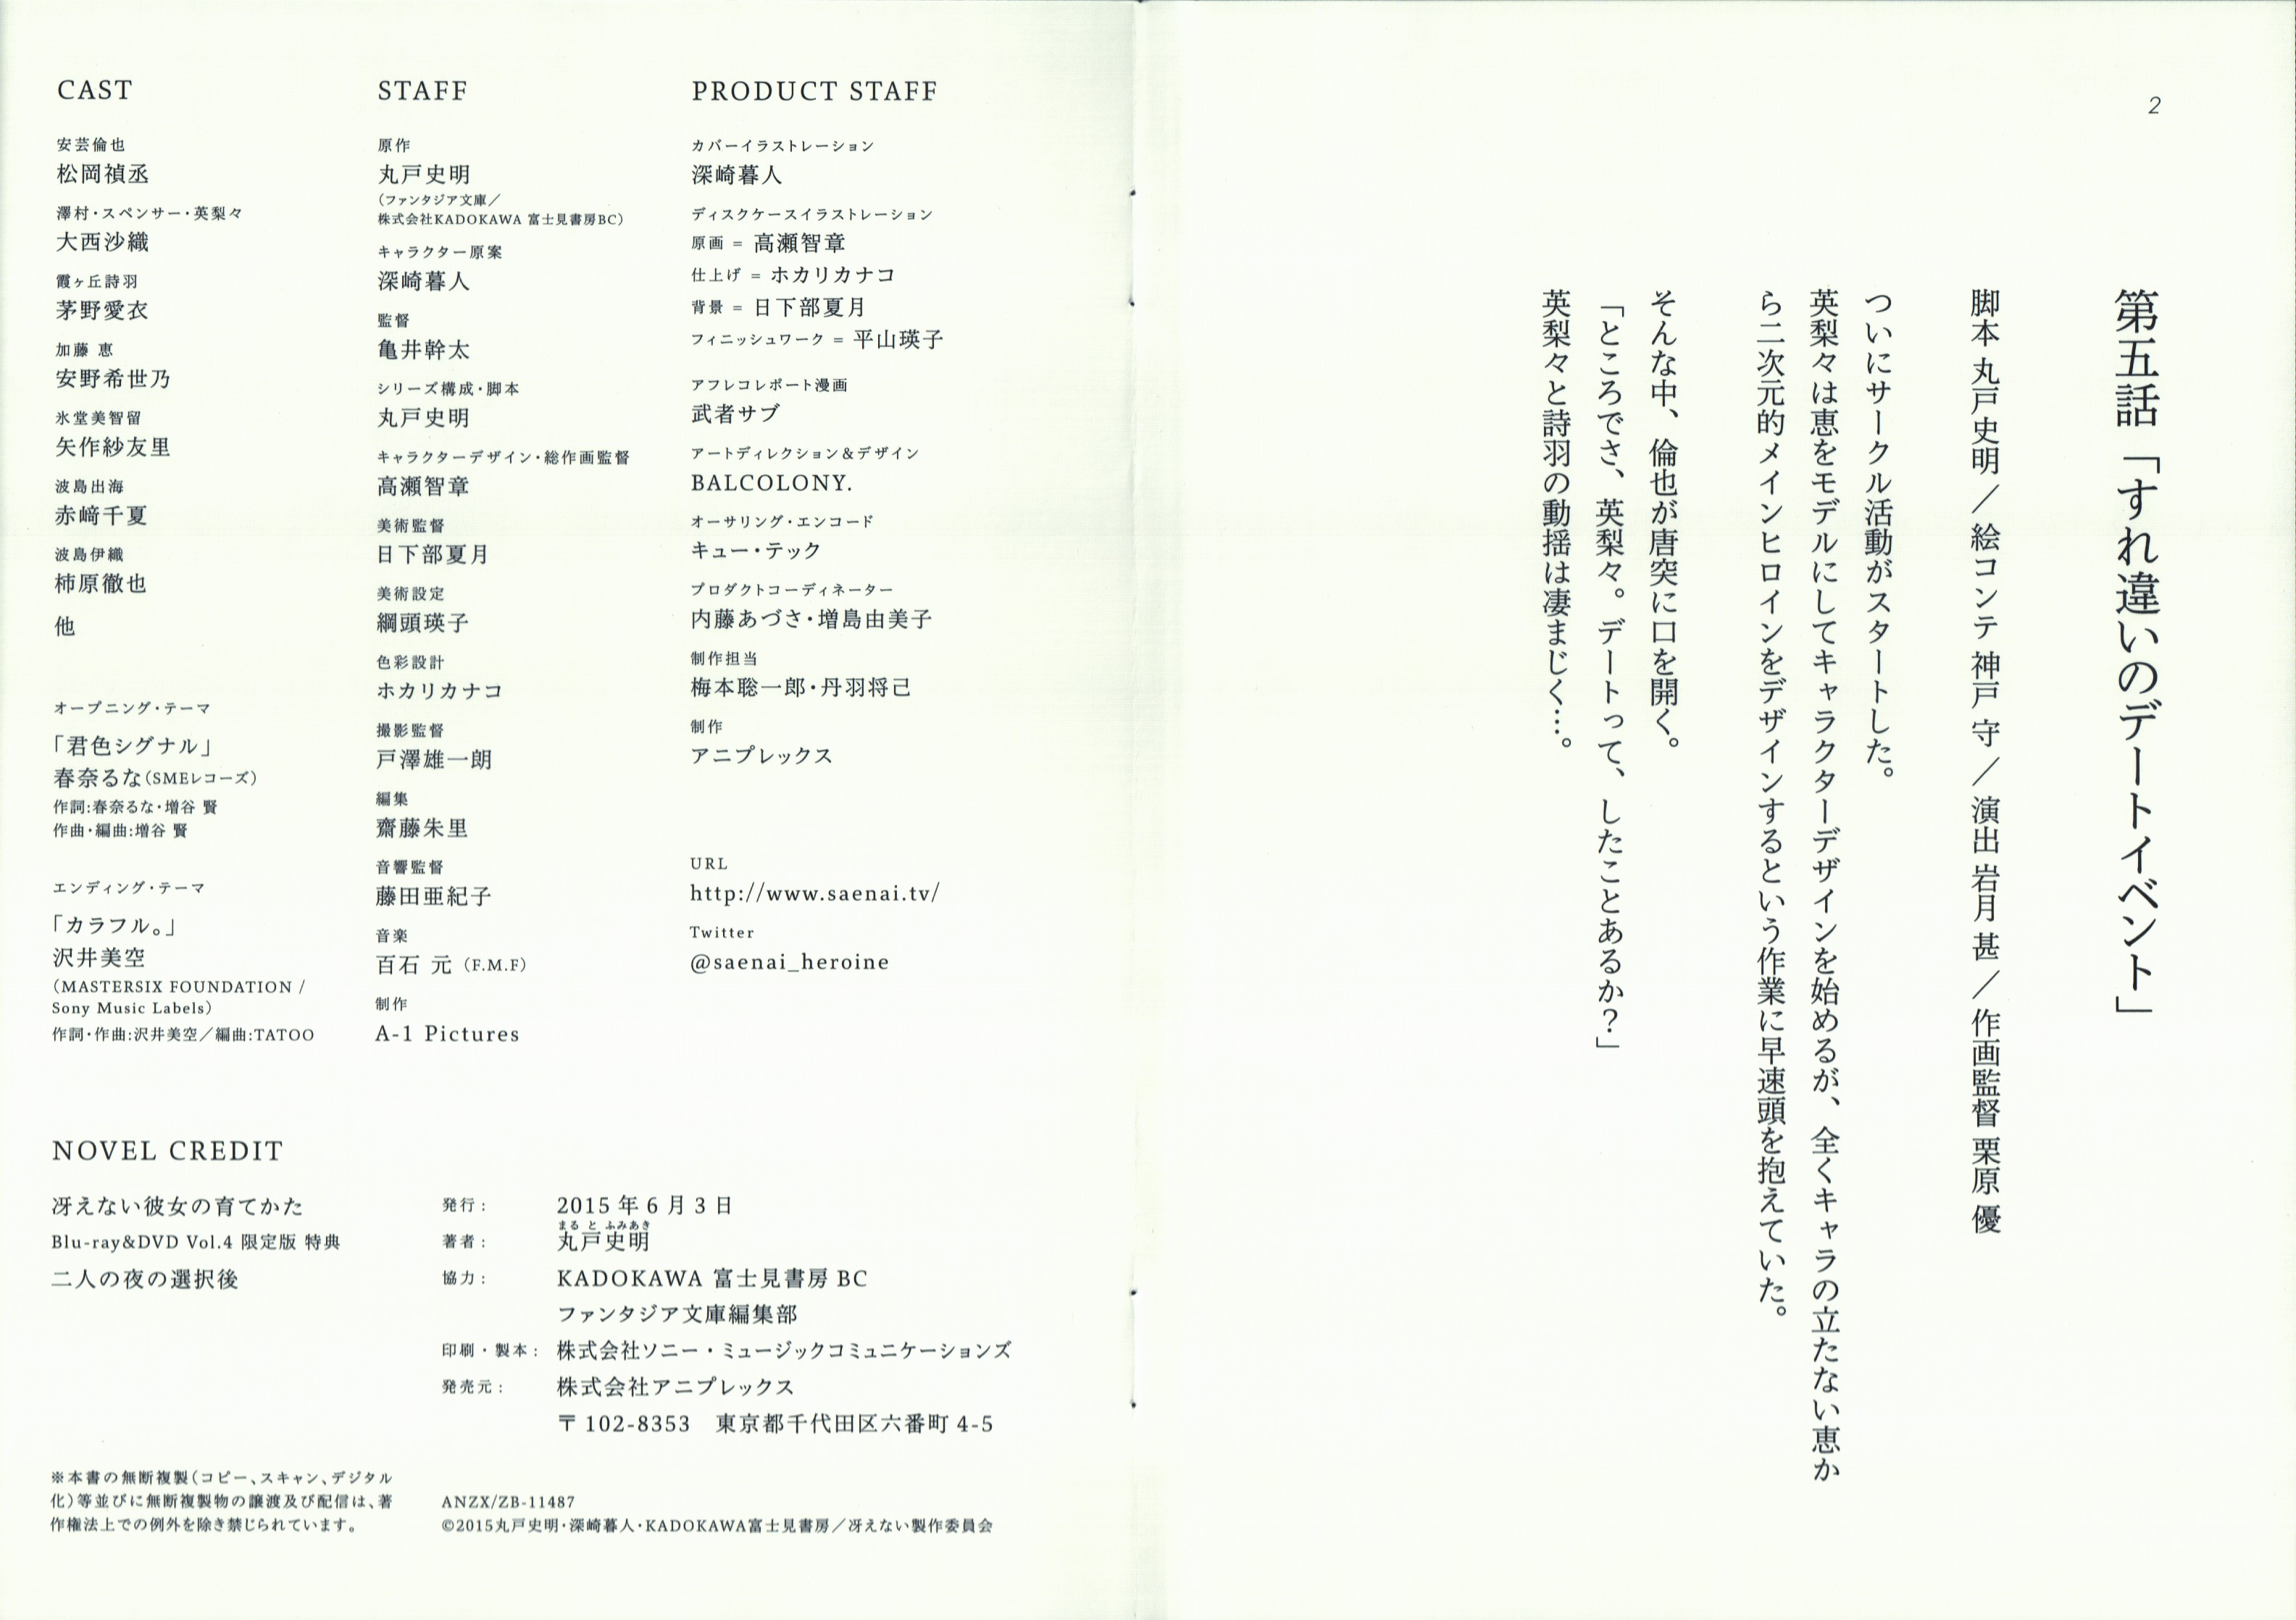 2
第五話「すれ違いのデートイベント」
脚本 丸戸史明／絵コンテ 神戸 守／演出 岩月 甚／作画監督 栗原 優
ついにサークル活動がスタートした。
英梨々は恵をモデルにしてキャラクターデザインを始めるが、全くキャラの立たない恵か
ら二次元的メインヒロインをデザインするという作業に早速頭を抱えていた。
そんな中、倫也が唐突に口を開く。
「ところでさ、英梨々。デートって、したことあるか？」
英梨々と詩羽の動揺は凄まじく…。
CAST
安芸倫也
松岡禎丞
澤村・スペンサー・英梨々
大西沙織
霞ヶ丘詩羽
茅野愛衣
加藤 恵
安野希世乃
氷堂美智留
矢作紗友里
波島出海
赤﨑千夏
波島伊織
柿原徹也
他
オープニング・テーマ
「君色シグナル」
春奈るな（SMEレコーズ）
作詞:春奈るな・増谷 賢
作曲・編曲:増谷 賢
エンディング・テーマ
「カラフル。」
沢井美空
（MASTERSIX FOUNDATION /
Sony Music Labels）
作詞・作曲:沢井美空／編曲:TATOO
STAFF
原作
丸戸史明
（ファンタジア文庫／
株式会社KADOKAWA 富士見書房BC）
キャラクター原案
深崎暮人
監督
亀井幹太
シリーズ構成・脚本
丸戸史明
キャラクターデザイン・総作画監督
高瀬智章
美術監督
日下部夏月
美術設定
綱頭瑛子
色彩設計
ホカリカナコ
撮影監督
戸澤雄一朗
編集
齋藤朱里
音響監督
藤田亜紀子
音楽
百石 元（F.M.F）
制作
A-1 Pictures
PRODUCT STAFF
カバーイラストレーション
深崎暮人
ディスクケースイラストレーション
原画 = 高瀬智章
仕上げ = ホカリカナコ
背景 = 日下部夏月
フィニッシュワーク = 平山瑛子
アフレコレポート漫画
武者サブ
アートディレクション＆デザイン
BALCOLONY.
オーサリング・エンコード
キュー・テック
プロダクトコーディネーター
内藤あづさ・増島由美子
制作担当
梅本聡一郎・丹羽将己
制作
アニプレックス
URL
http://www.saenai.tv/
Twitter
@saenai_heroine
NOVEL CREDIT
冴えない彼女の育てかた
Blu-ray&DVD Vol.4 限定版 特典
二人の夜の選択後
発行： 2015 年 6 月 3 日
まる と ふみあき
著者： 丸戸史明
協力： KADOKAWA 富士見書房 BC
ファンタジア文庫編集部
印刷・製本： 株式会社ソニー・ミュージックコミュニケーションズ
発売元： 株式会社アニプレックス
〒102-8353 東京都千代田区六番町 4-5
※本書の無断複製（コピー、スキャン、デジタル
化）等並びに無断複製物の譲渡及び配信は、著
作権法上での例外を除き禁じられています。
ANZX/ZB-11487
©2015丸戸史明・深崎暮人・KADOKAWA富士見書房／冴えない製作委員会